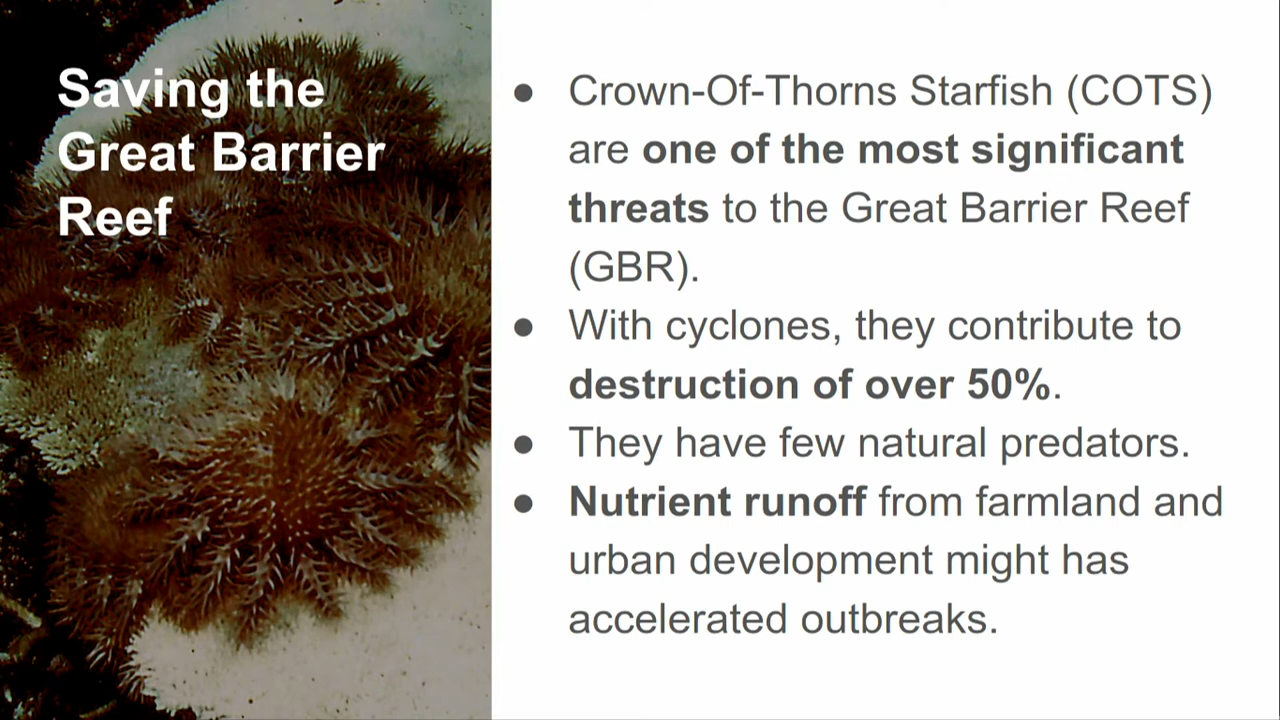 Saving the
Great Barrier
Reef
● Crown-Of-Thorns Starfish (COTS)
are one of the most significant
threats to the Great Barrier Reef
(GBR).
● With cyclones, they contribute to
destruction of over 50%.
● They have few natural predators.
● Nutrient runoff from farmland and
urban development might has
accelerated outbreaks.